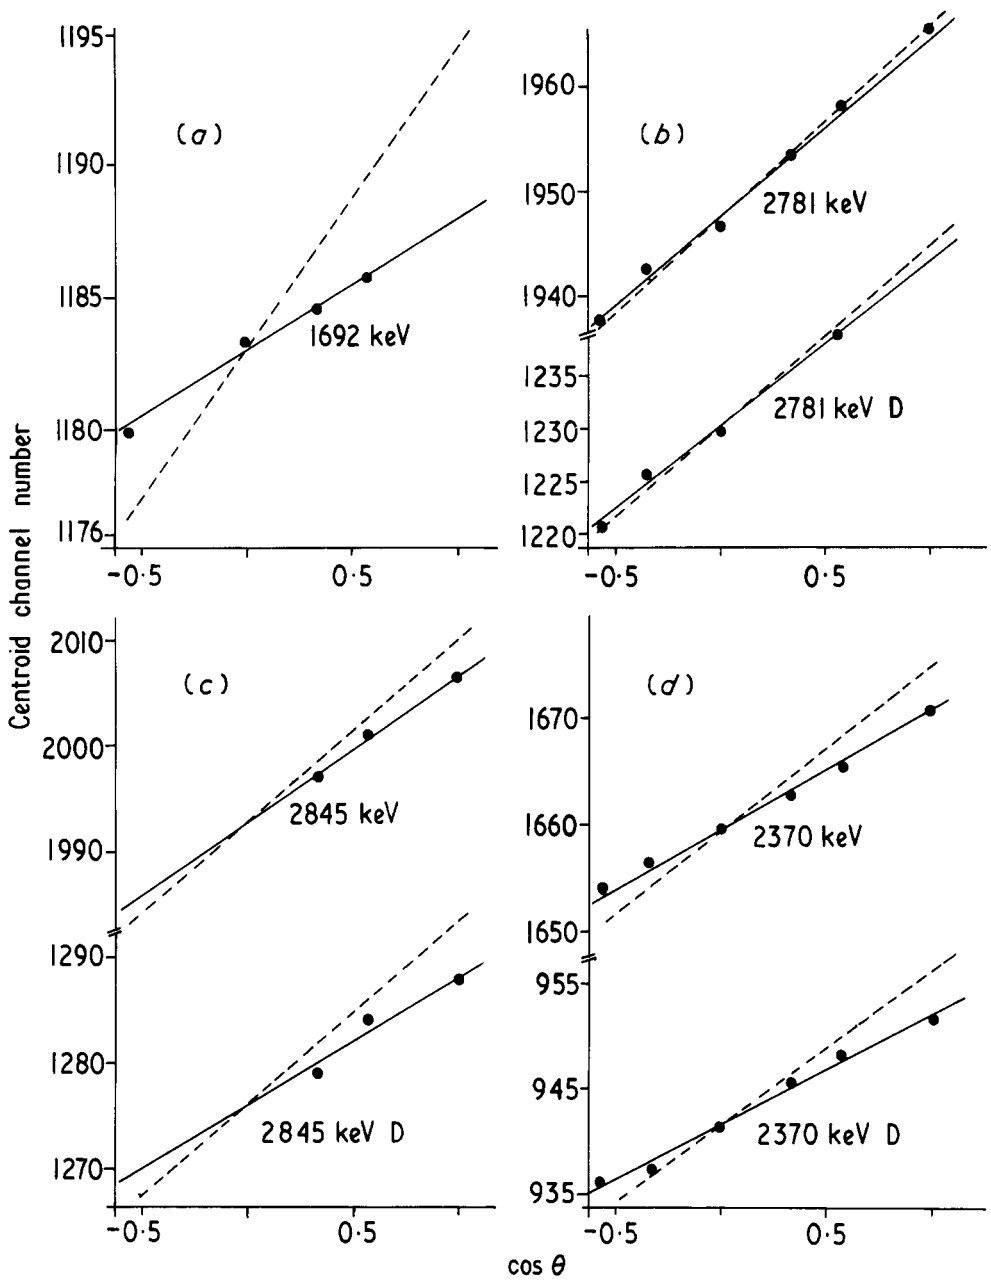 1195
1190
1185
1180
1176
(a)
1692 keV
-0·5
0·5
1960
1950
1940
1235
1230
1225
1220
(b)
2781 keV
2781 keV D
-0·5
0·5
Centroid channel number
2010
2000
1990
1290
1280
1270
(c)
2845 keV
2845 keV D
-0·5
0·5
1670
1660
1650
955
945
935
(d)
2370 keV
2370 keV D
-0·5
0·5
cos θ